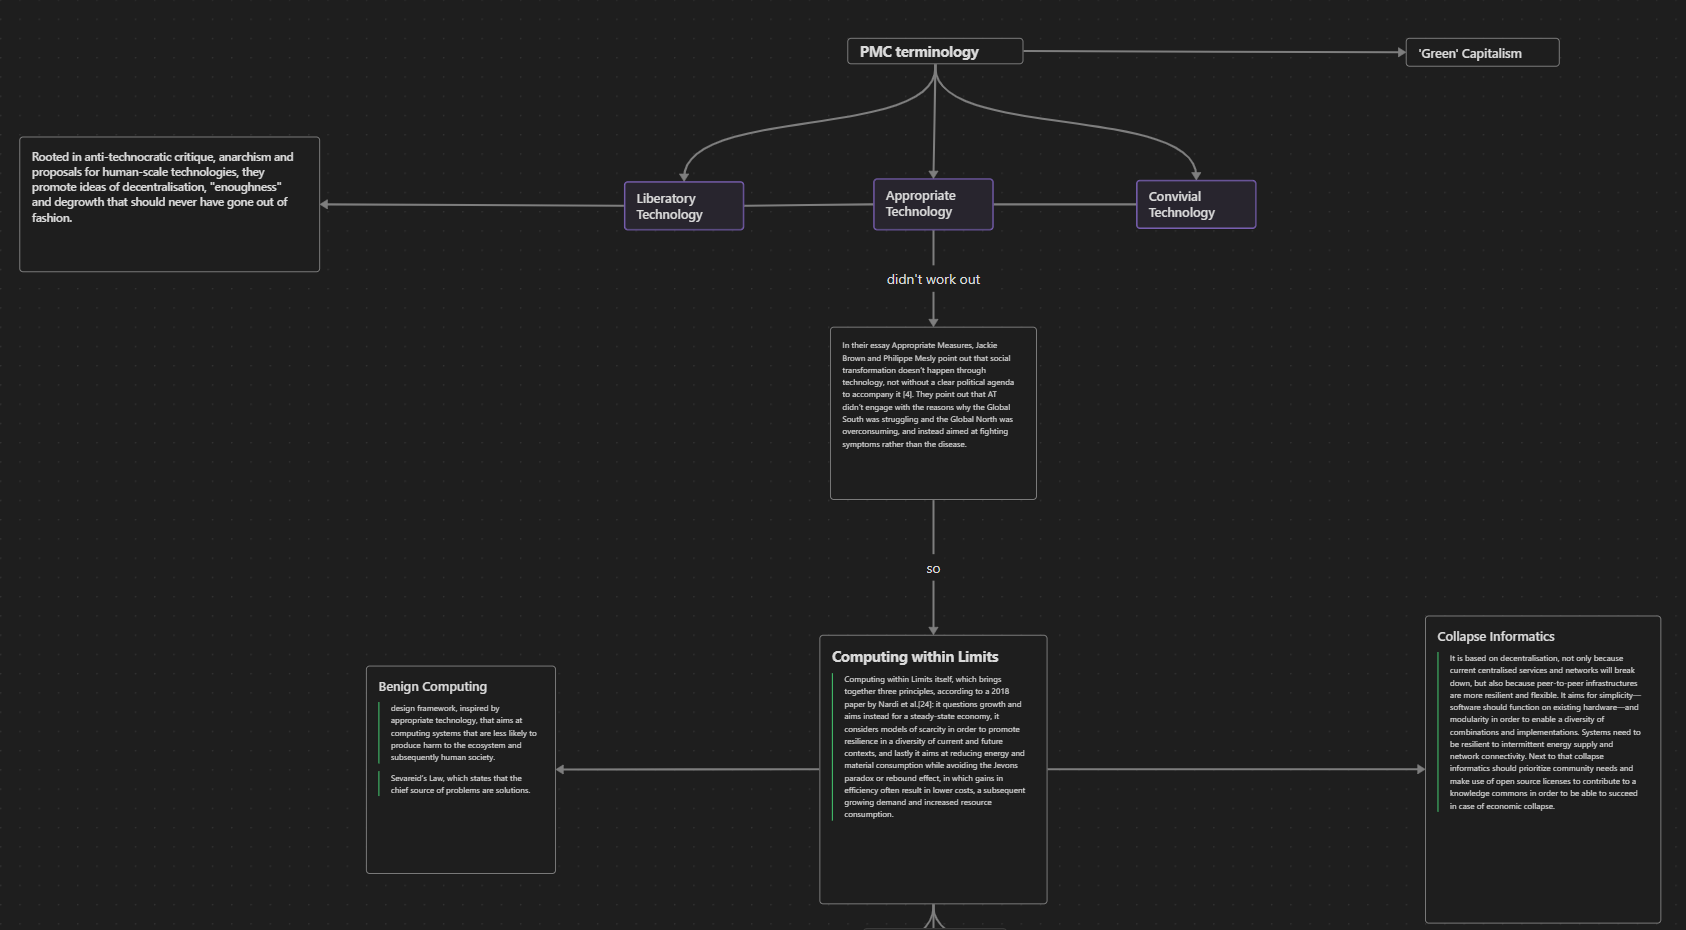 PMC terminology
'Green' Capitalism
Rooted in anti-technocratic critique, anarchism and
proposals for human-scale technologies, they
promote ideas of decentralisation, "enoughness"
and degrowth that should never have gone out of
fashion.
Liberatory
Technology
Appropriate
Technology
Convivial
Technology
didn't work out
In their essay Appropriate Measures, Jackie
Brown and Philippe Mesly point out that social
transformation doesn't happen through
technology, not without a clear political agenda
to accompany it [4]. They point out that AT
didn't engage with the reasons why the Global
South was struggling and the Global North was
overconsuming, and instead aimed at fighting
symptoms rather than the disease.
so
Benign Computing
design framework, inspired by
appropriate technology, that aims at
computing systems that are less likely to
produce harm to the ecosystem and
subsequently human society.
Sevareid's Law, which states that the
chief source of problems are solutions.
Computing within Limits
Computing within Limits itself, which brings
together three principles, according to a 2018
paper by Nardi et al.[24]: it questions growth and
aims instead for a steady-state economy, it
considers models of scarcity in order to promote
resilience in a diversity of current and future
contexts, and lastly it aims at reducing energy and
material consumption while avoiding the Jevons
paradox or rebound effect, in which gains in
efficiency often result in lower costs, a subsequent
growing demand and increased resource
consumption.
Collapse Informatics
It is based on decentralisation, not only because
current centralised services and networks will break
down, but also because peer-to-peer infrastructures
are more resilient and flexible. It aims for simplicity—
software should function on existing hardware—and
modularity in order to enable a diversity of
combinations and implementations. Systems need to
be resilient to intermittent energy supply and
network connectivity. Next to that collapse
informatics should prioritize community needs and
make use of open source licenses to contribute to a
knowledge commons in order to be able to succeed
in case of economic collapse.